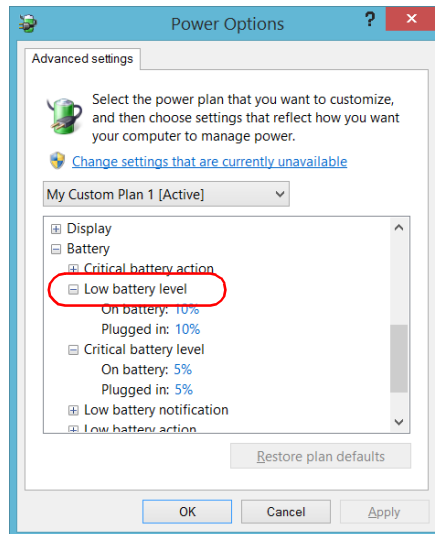 Power Options
?
Advanced settings
Select the power plan that you want to customize,
and then choose settings that reflect how you want
your computer to manage power.
Change settings that are currently unavailable
My Custom Plan 1 [Active]
Display
Battery
Critical battery action
Low battery level
On battery: 10%
Plugged in: 10%
Critical battery level
On battery: 5%
Plugged in: 5%
Low battery notification
Low battery action
Restore plan defaults
OK
Cancel
Apply